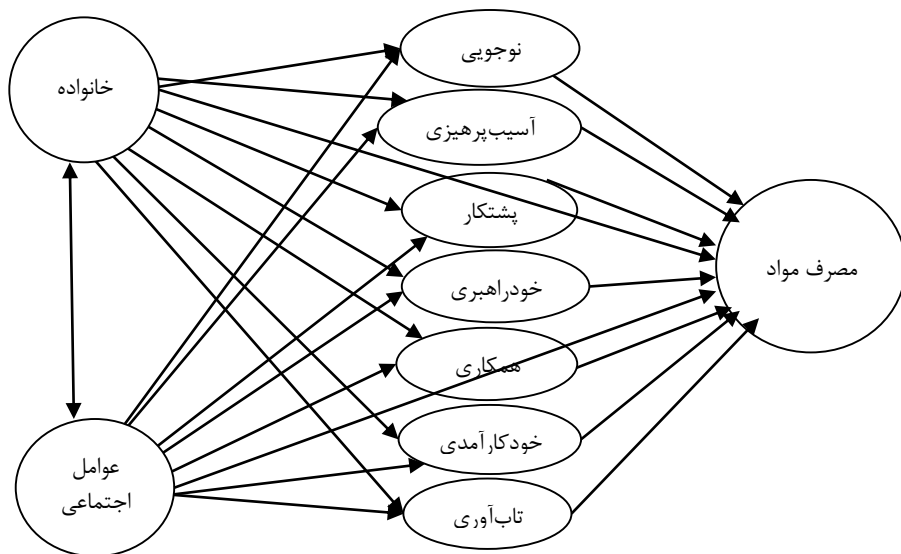 نوجویی
خانواده
آسیب‌پرهیزی
پشتکار
مصرف مواد
خودراهبری
همکاری
خودکارآمدی
عوامل
اجتماعی
تاب‌آوری